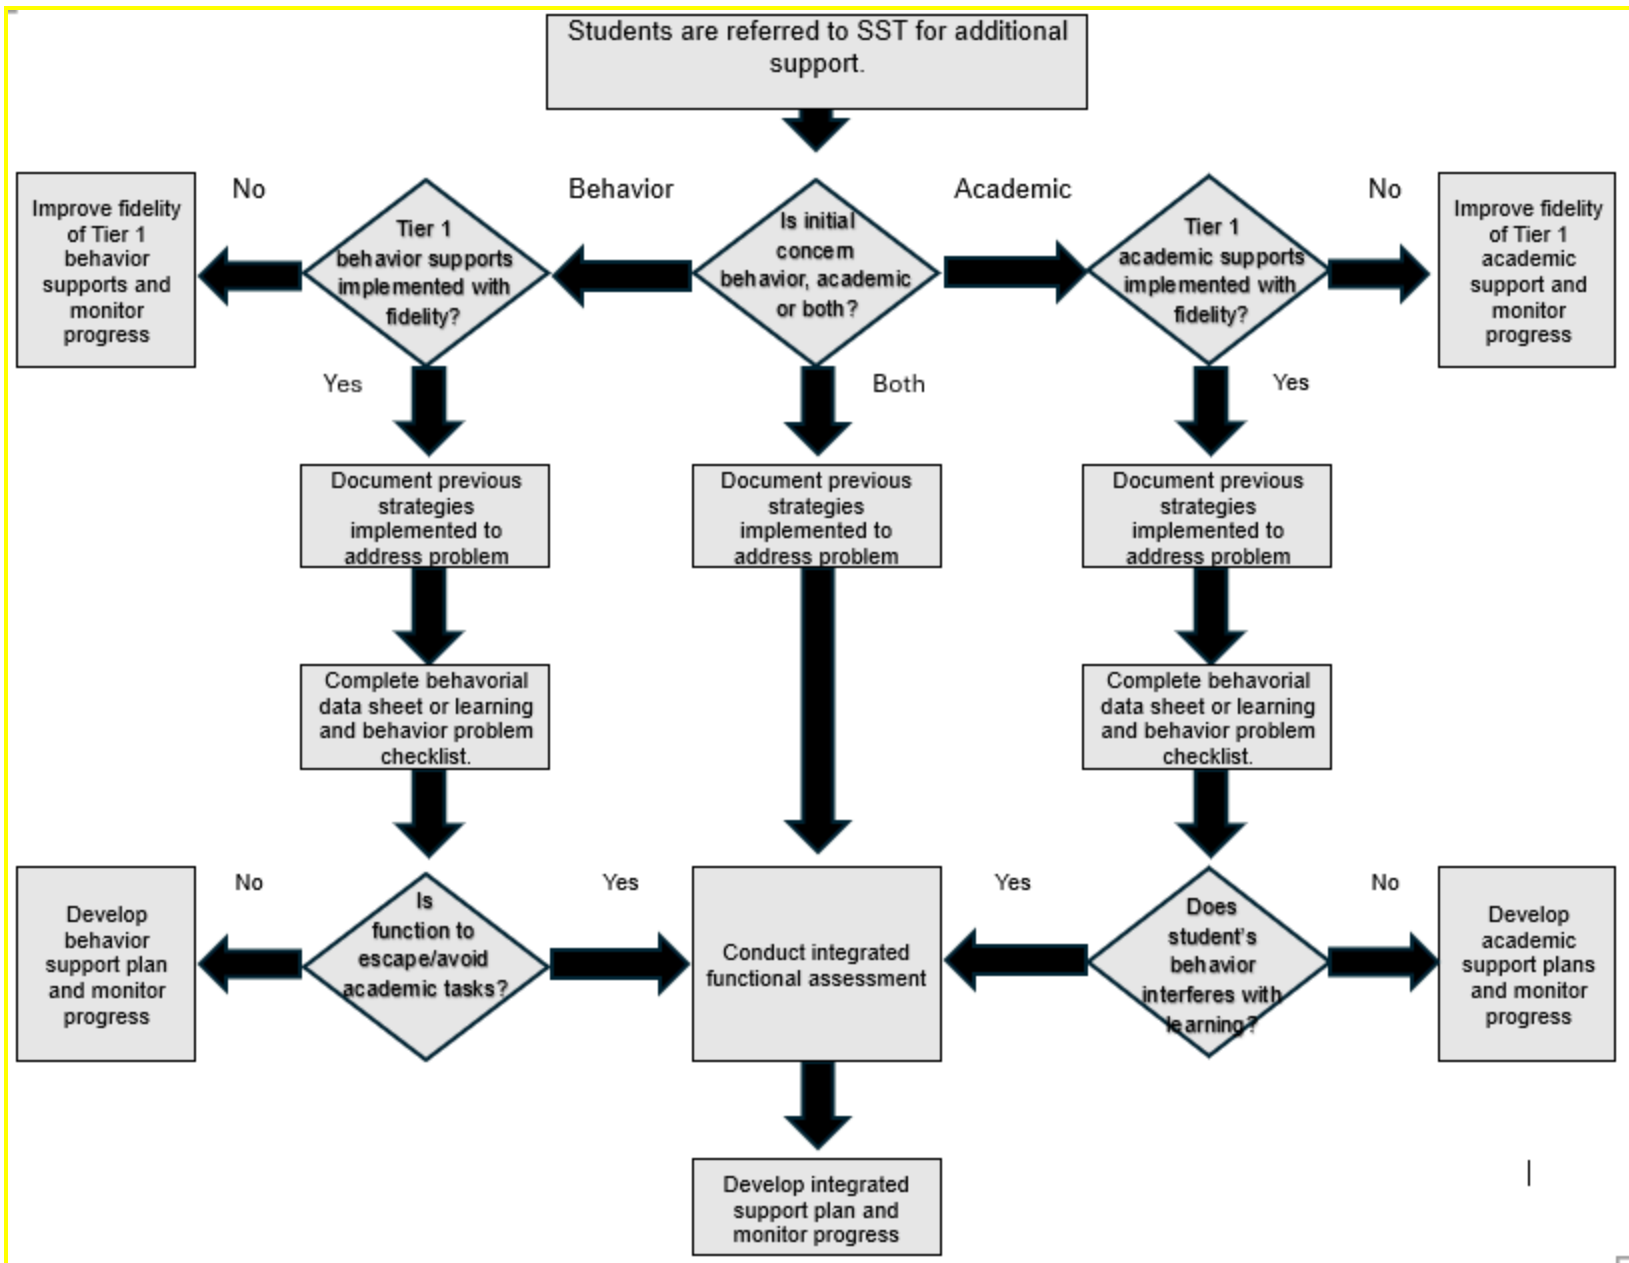 Students are referred to SST for additional
support.
No
Behavior
Academic
No
Improve fidelity
of Tier 1
behavior
supports and
monitor
progress
Tier 1
behavior supports
implemented with
fidelity?
Is initial
concern
behavior, academic
or both?
Tier 1
academic supports
implemented with
fidelity?
Improve fidelity
of Tier 1
academic
support and
monitor
progress
Yes
Both
Yes
Document previous
strategies
implemented to
address problem
Document previous
strategies
implemented to
address problem
Document previous
strategies
implemented to
address problem
Complete behavorial
data sheet or learning
and behavior problem
checklist.
Complete behavorial
data sheet or learning
and behavior problem
checklist.
No
Yes
Yes
No
Develop
behavior
support plan
and monitor
progress
Is
function to
escape/avoid
academic tasks?
Conduct integrated
functional assessment
Does
student's
behavior
interferes with
learning?
Develop
academic
support plans
and monitor
progress
Develop integrated
support plan and
monitor progress